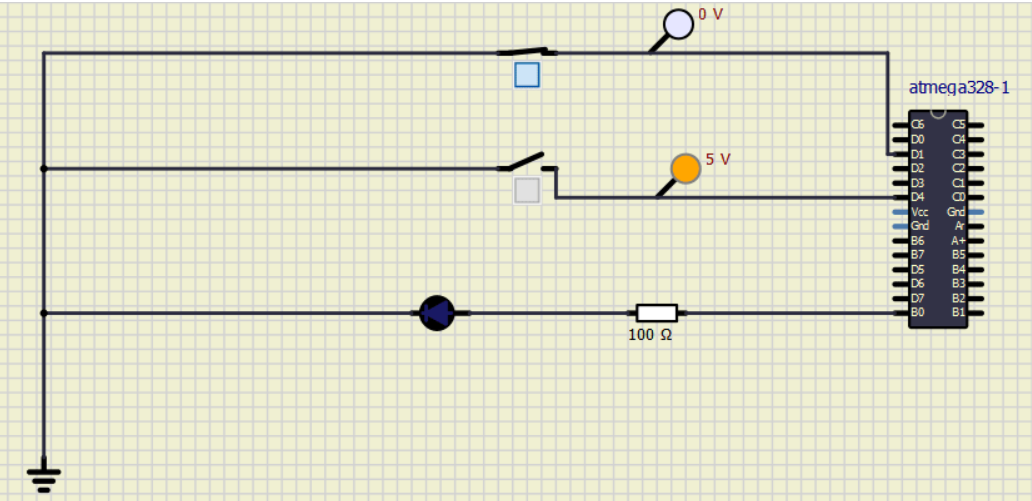 0 V
atmega328-1
5 V
C6 C5
D0 C4
D1 C3
D2 C2
D3 C1
D4 C0
Vcc Gnd
Gnd Ar
B6 A+
B7 B5
D5 B4
D6 B3
D7 B2
B0 B1
100 Ω